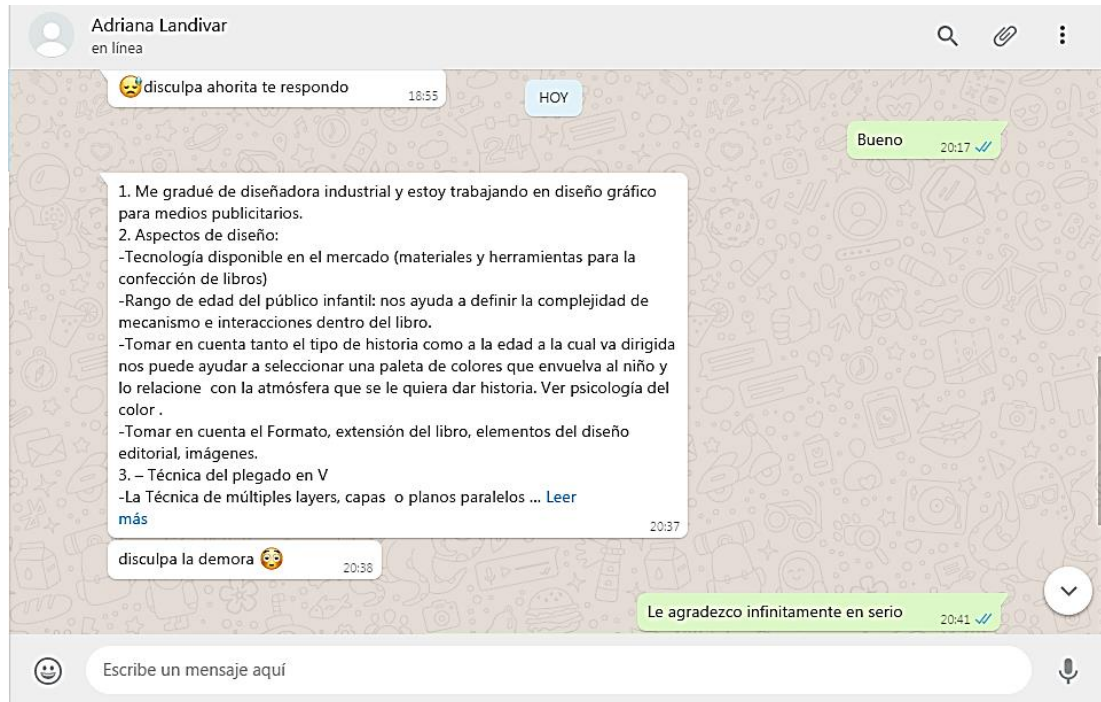 Adriana Landivar
en línea
😓disculpa ahorita te respondo
18:55
HOY
Bueno
20:17
1. Me gradué de diseñadora industrial y estoy trabajando en diseño gráfico
para medios publicitarios.
2. Aspectos de diseño:
-Tecnología disponible en el mercado (materiales y herramientas para la
confección de libros)
-Rango de edad del público infantil: nos ayuda a definir la complejidad de
mecanismo e interacciones dentro del libro.
-Tomar en cuenta tanto el tipo de historia como a la edad a la cual va dirigida
nos puede ayudar a seleccionar una paleta de colores que envuelva al niño y
lo relacione con la atmósfera que se le quiera dar historia. Ver psicología del
color .
-Tomar en cuenta el Formato, extensión del libro, elementos del diseño
editorial, imágenes.
3. – Técnica del plegado en V
-La Técnica de múltiples layers, capas o planos paralelos ... Leer
más
20:37
disculpa la demora 😳
20:38
Le agradezco infinitamente en serio
20:41
Escribe un mensaje aquí